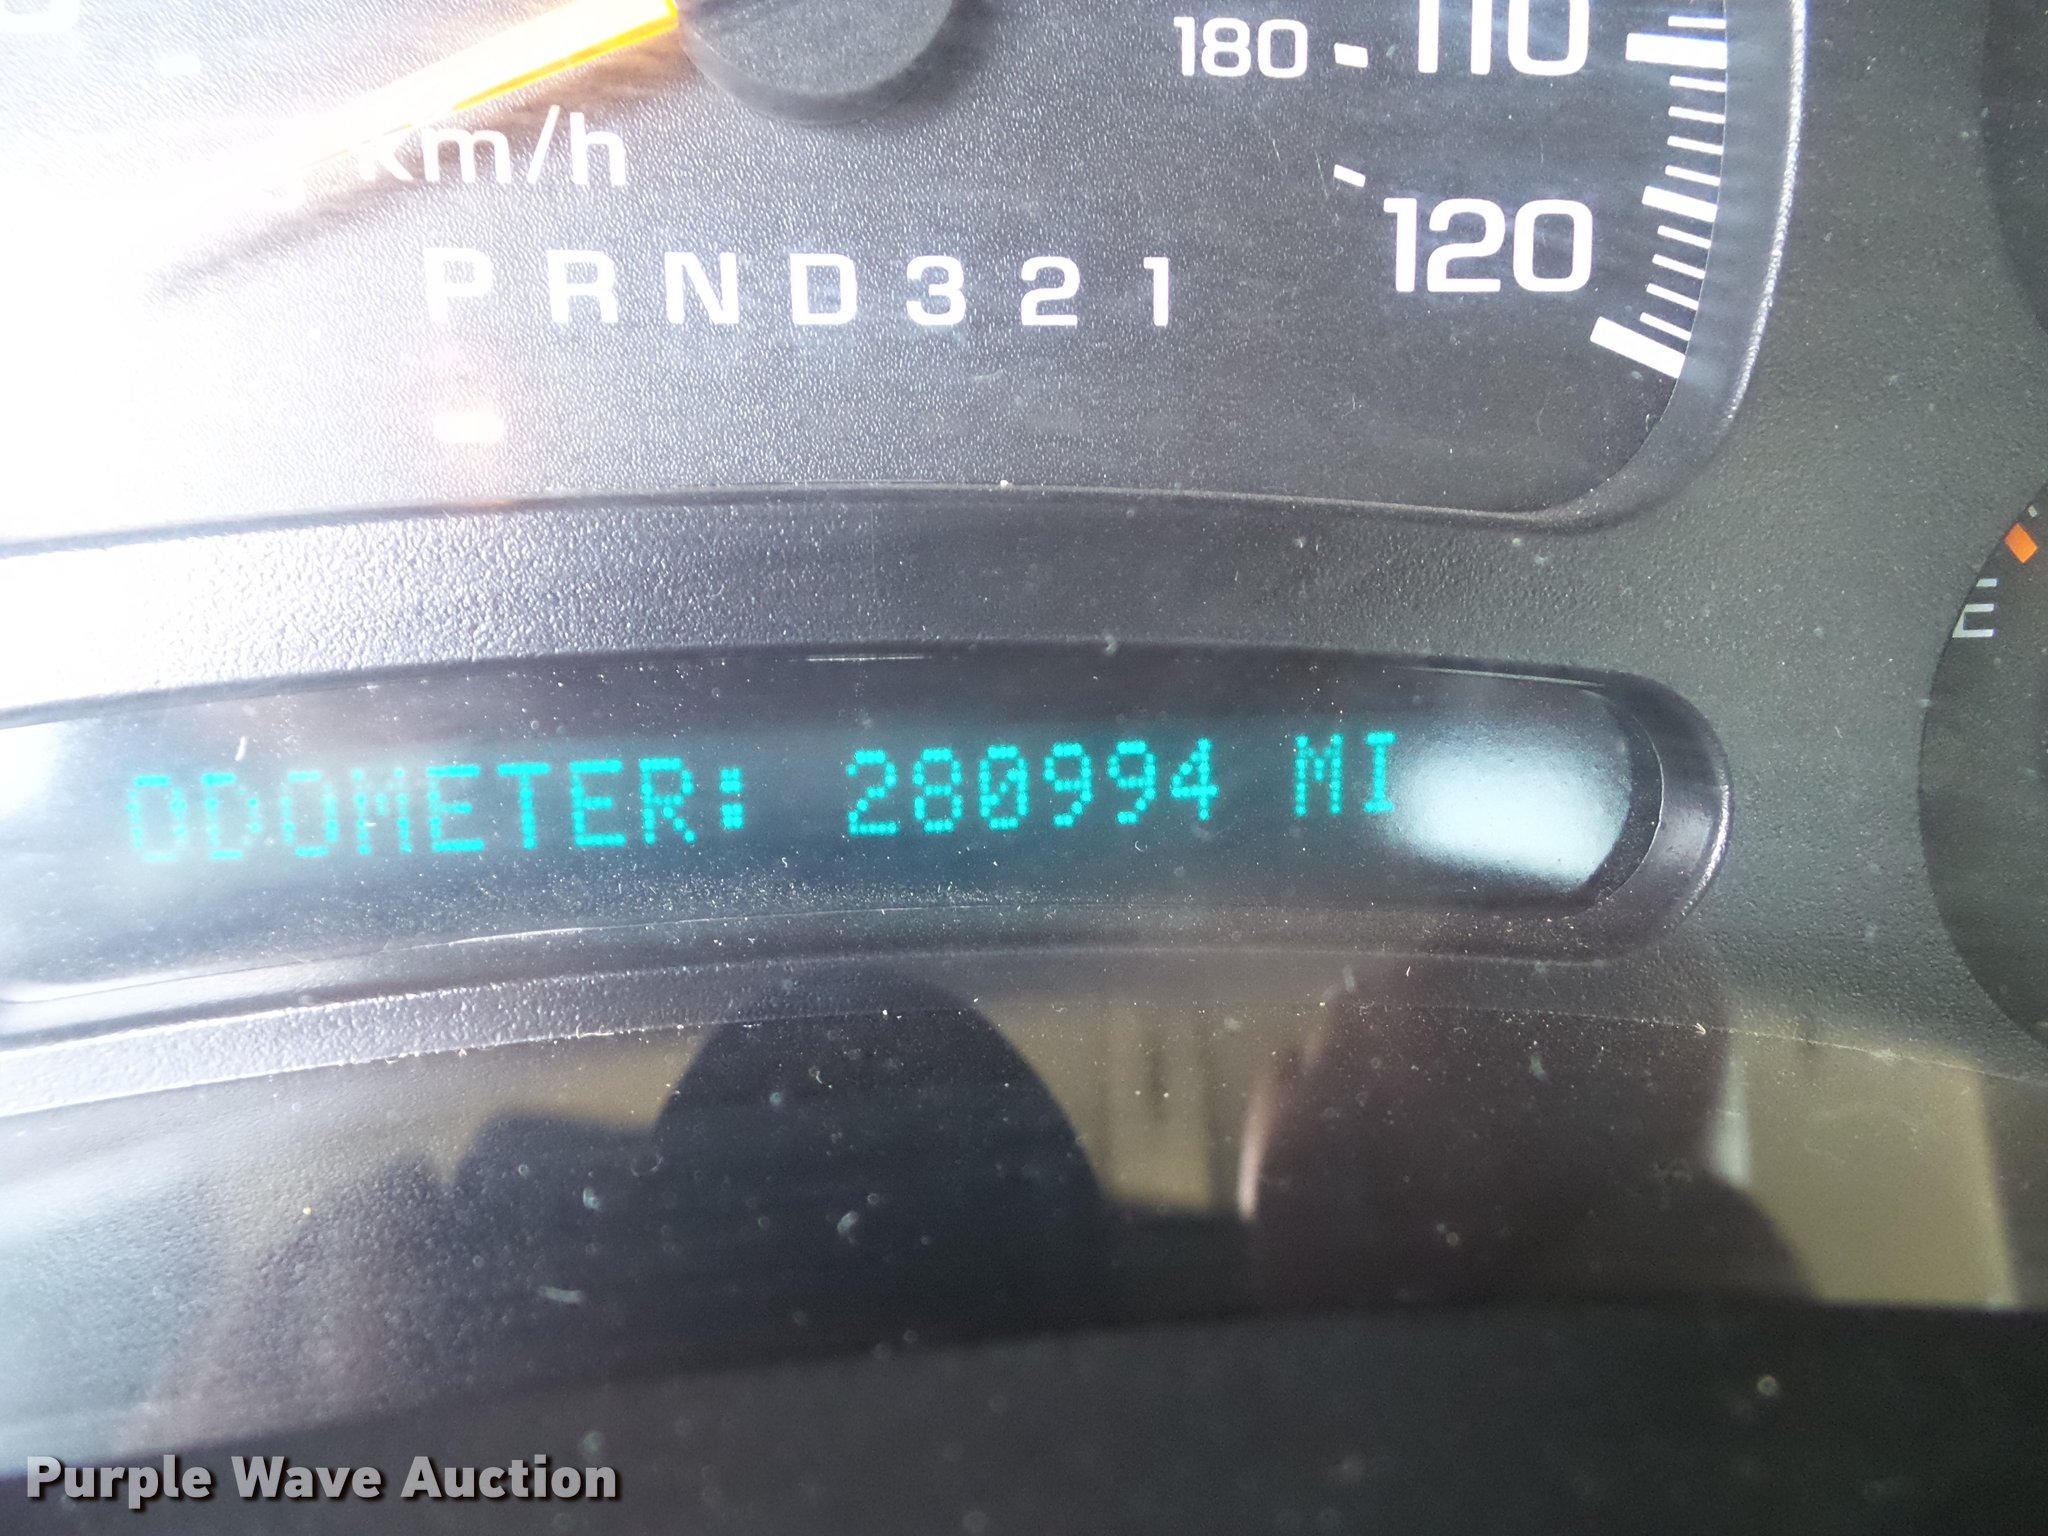 180 110
km/h
120
P R N D 3 2 1
E
ODOMETER: 280994 MI
Purple Wave Auction